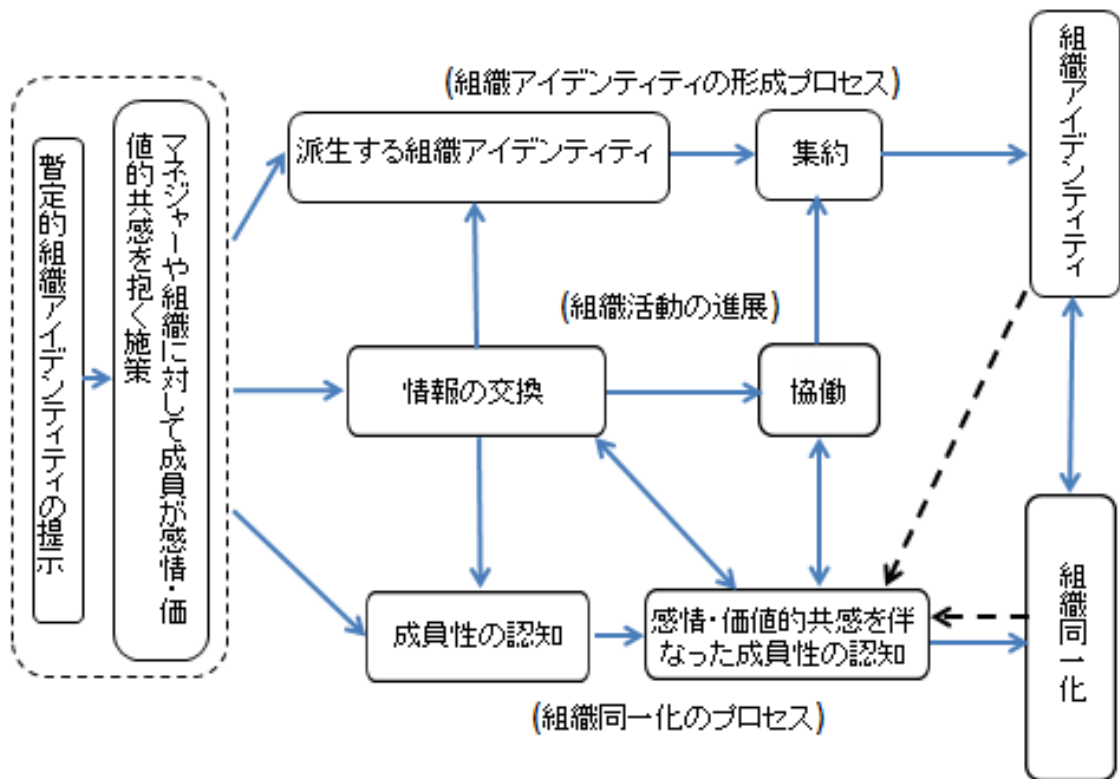 暫定的組織アイデンティティの提示
マネジャーや組織に対して成員が感情・価
値的共感を抱く施策
(組織アイデンティティの形成プロセス)
派生する組織アイデンティティ
集約
組織アイデンティティ
(組織活動の進展)
情報の交換
協働
成員性の認知
感情・価値的共感を伴
なった成員性の認知
組織同一化
(組織同一化のプロセス)